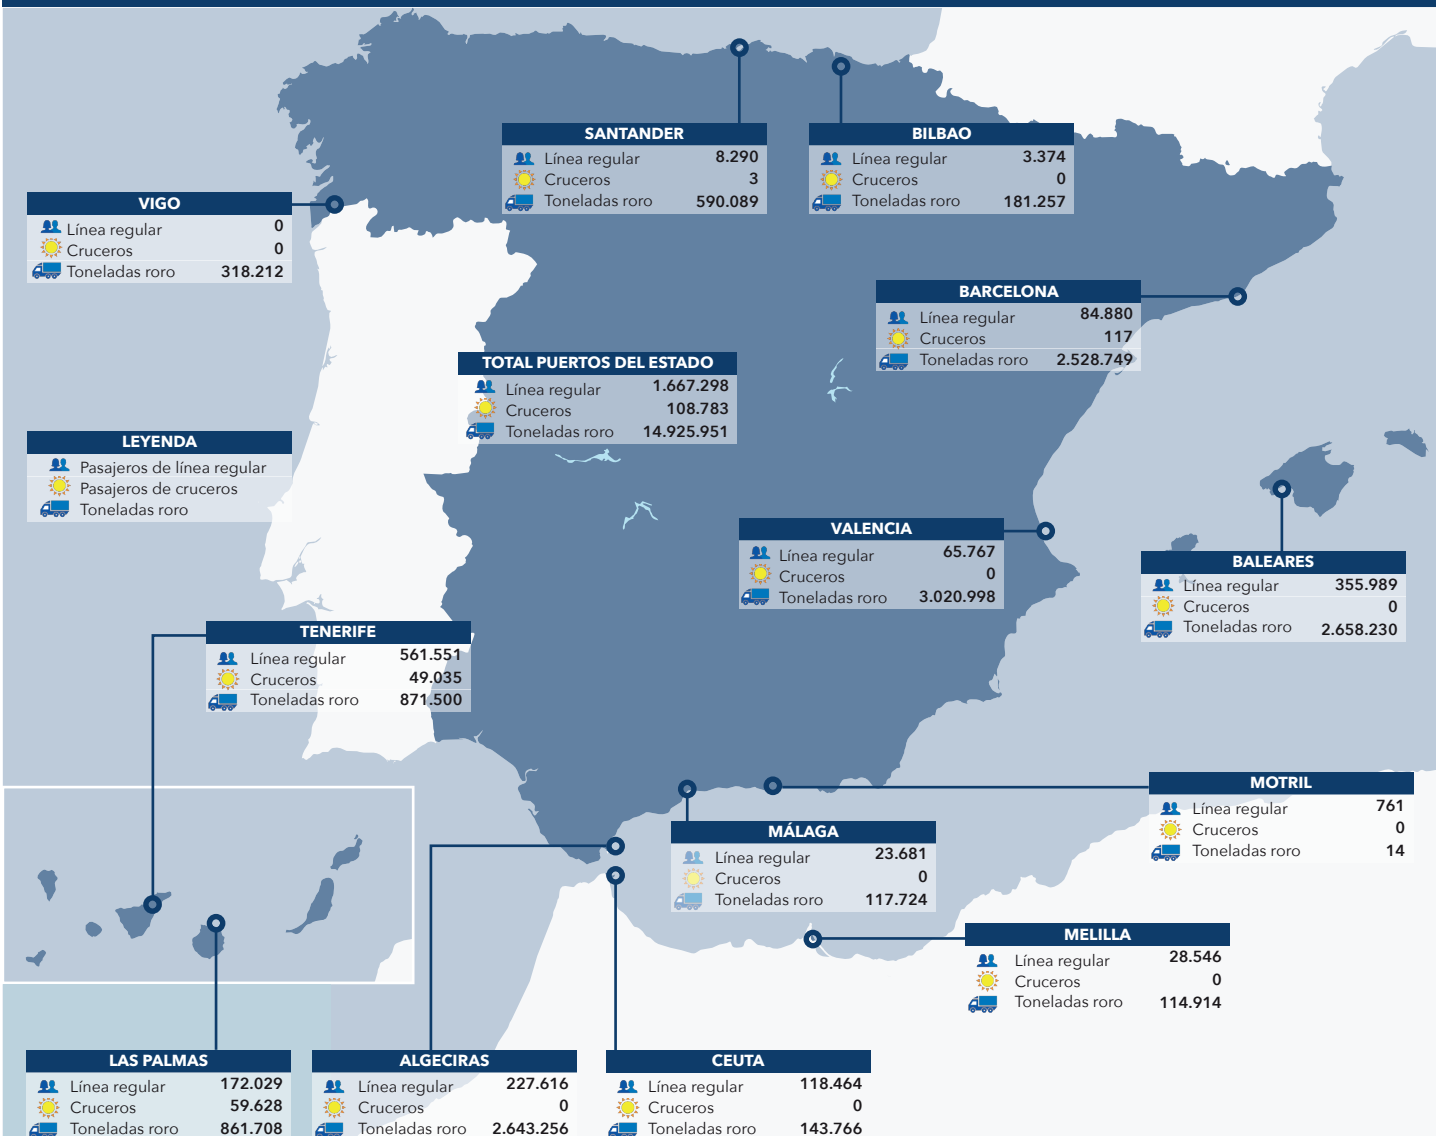 SANTANDER
Línea regular 8.290
Cruceros 3
Toneladas roro 590.089
BILBAO
Línea regular 3.374
Cruceros 0
Toneladas roro 181.257
VIGO
Línea regular 0
Cruceros 0
Toneladas roro 318.212
BARCELONA
Línea regular 84.880
Cruceros 117
Toneladas roro 2.528.749
TOTAL PUERTOS DEL ESTADO
Línea regular 1.667.298
Cruceros 108.783
Toneladas roro 14.925.951
LEYENDA
Pasajeros de línea regular
Pasajeros de cruceros
Toneladas roro
VALENCIA
Línea regular 65.767
Cruceros 0
Toneladas roro 3.020.998
BALEARES
Línea regular 355.989
Cruceros 0
Toneladas roro 2.658.230
TENERIFE
Línea regular 561.551
Cruceros 49.035
Toneladas roro 871.500
MOTRIL
Línea regular 761
Cruceros 0
Toneladas roro 14
MÁLAGA
Línea regular 23.681
Cruceros 0
Toneladas roro 117.724
MELILLA
Línea regular 28.546
Cruceros 0
Toneladas roro 114.914
LAS PALMAS
Línea regular 172.029
Cruceros 59.628
Toneladas roro 861.708
ALGECIRAS
Línea regular 227.616
Cruceros 0
Toneladas roro 2.643.256
CEUTA
Línea regular 118.464
Cruceros 0
Toneladas roro 143.766